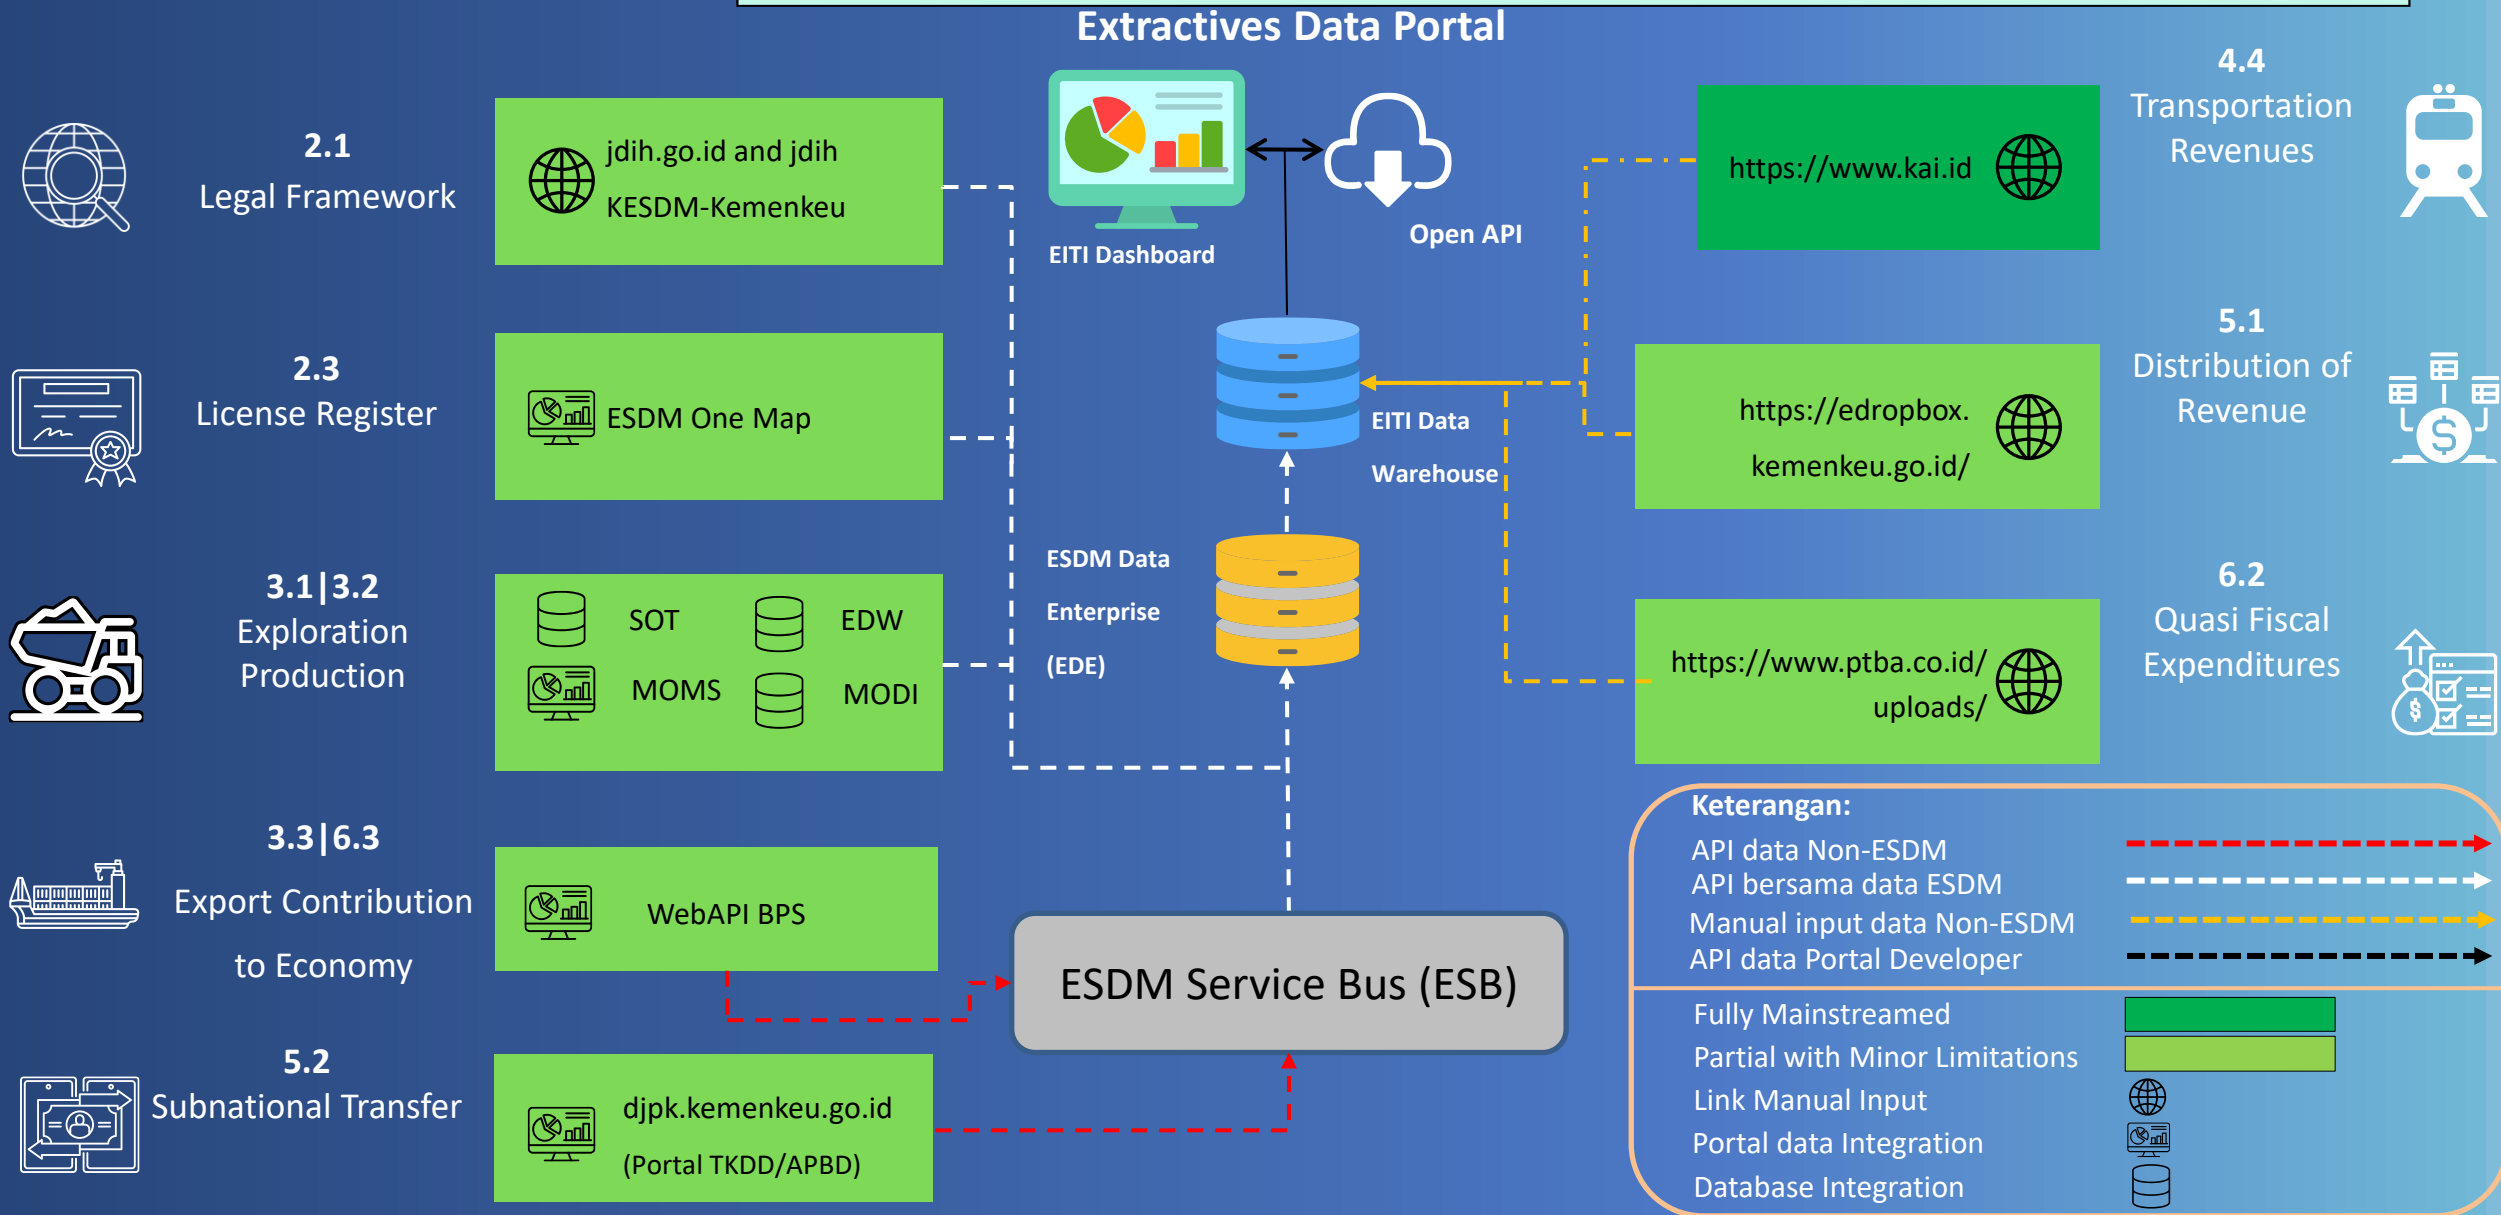 Extractives Data Portal
2.1
Legal Framework
jdih.go.id and jdih
KESDM-Kemenkeu
2.3
License Register
ESDM One Map
3.1|3.2
Exploration
Production
SOT
EDW
MOMS
MODI
3.3|6.3
Export Contribution
to Economy
WebAPI BPS
5.2
Subnational Transfer
djpk.kemenkeu.go.id
(Portal TKDD/APBD)
EITI Dashboard
Open API
EITI Data
Warehouse
ESDM Data
Enterprise
(EDE)
ESDM Service Bus (ESB)
4.4
Transportation
Revenues
https://www.kai.id
5.1
Distribution of
Revenue
https://edropbox.
kemenkeu.go.id/
6.2
Quasi Fiscal
Expenditures
https://www.ptba.co.id/
uploads/
Keterangan:
API data Non-ESDM
API bersama data ESDM
Manual input data Non-ESDM
API data Portal Developer
Fully Mainstreamed
Partial with Minor Limitations
Link Manual Input
Portal data Integration
Database Integration